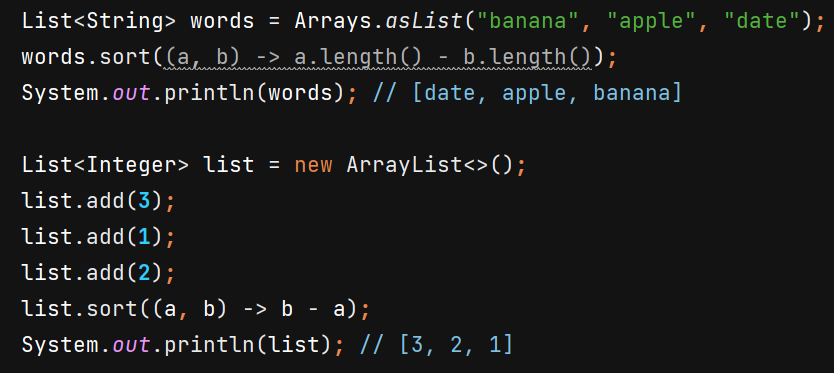 List<String> words = Arrays.asList("banana", "apple", "date");
words.sort((a, b) -> a.length() - b.length());
System.out.println(words); // [date, apple, banana]
List<Integer> list = new ArrayList<>();
list.add(3);
list.add(1);
list.add(2);
list.sort((a, b) -> b - a);
System.out.println(list); // [3, 2, 1]